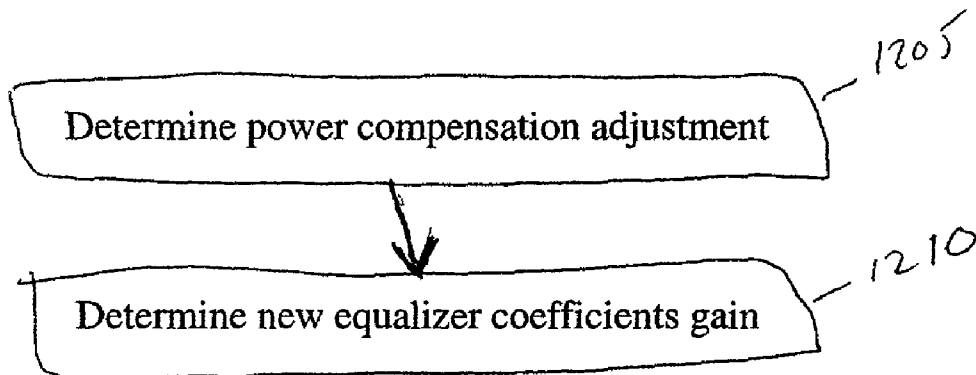 1205
Determine power compensation adjustment
1210
Determine new equalizer coefficients gain